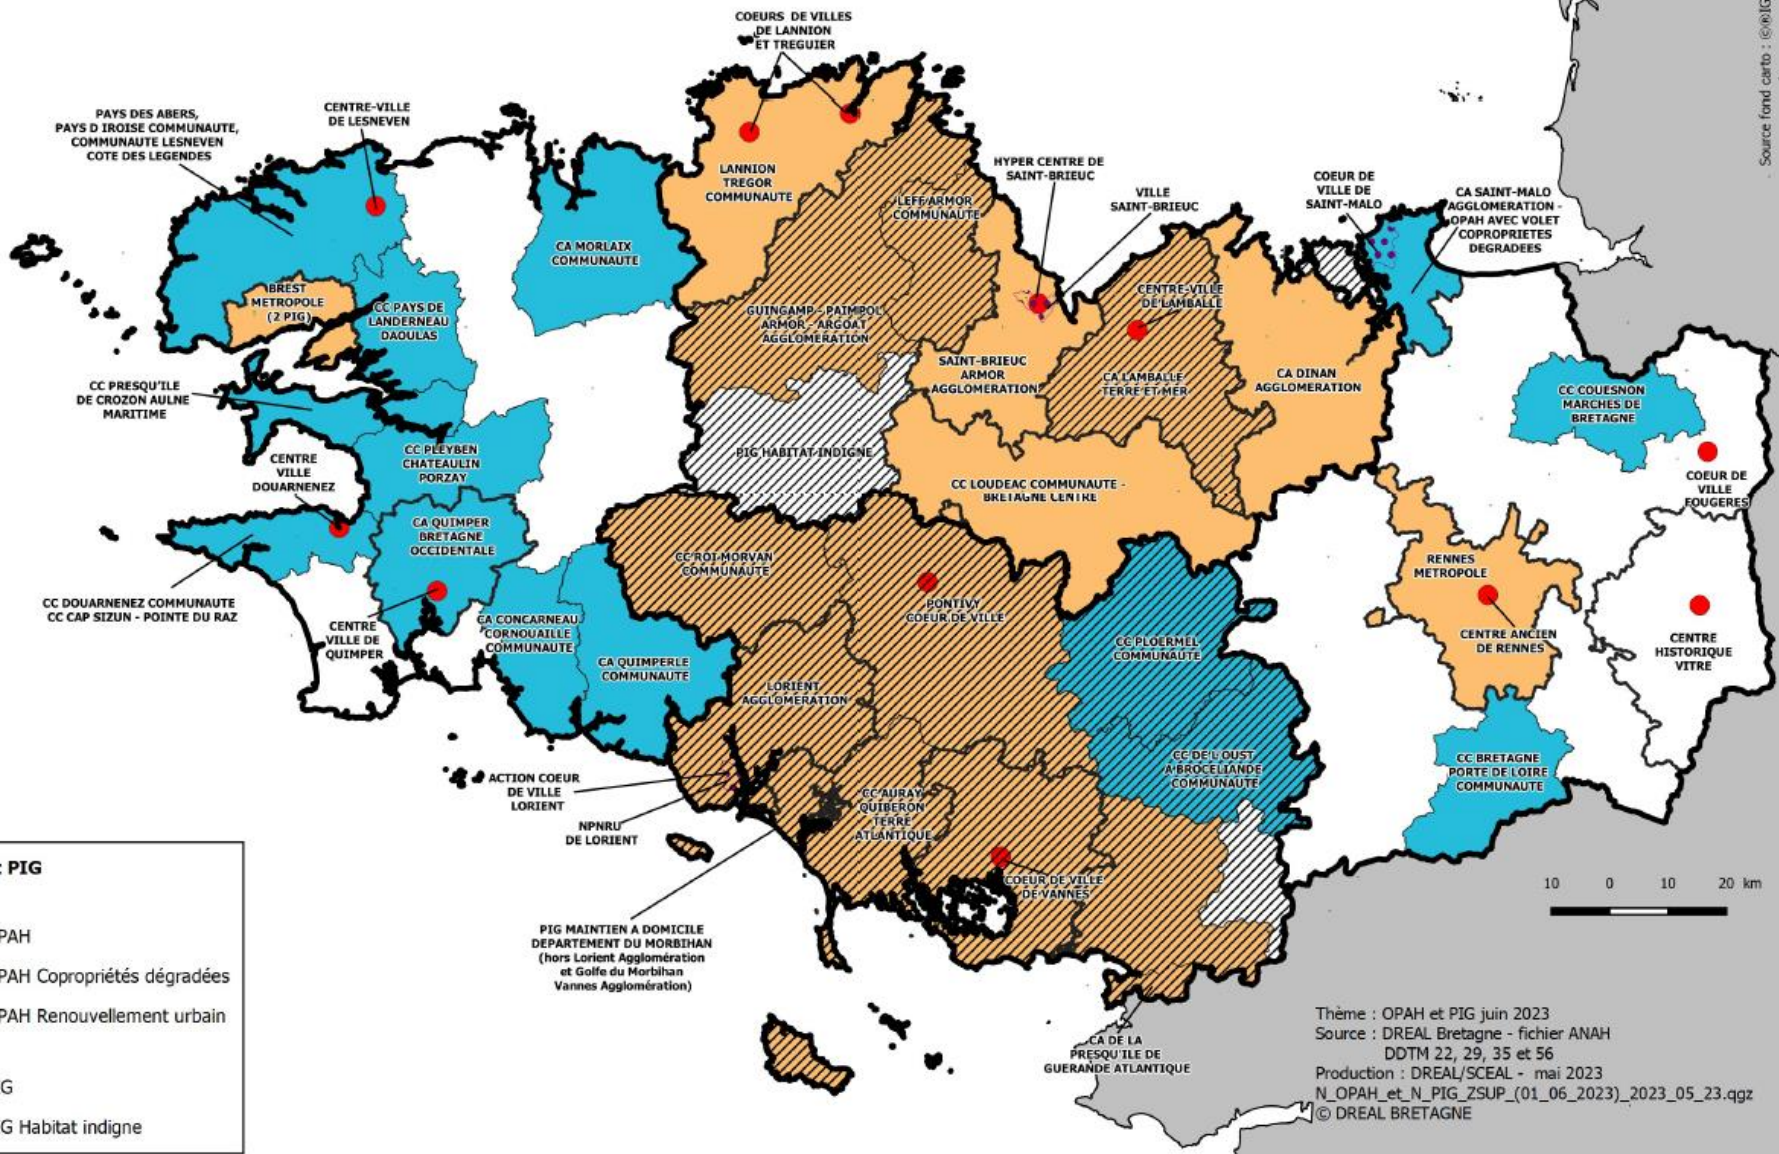 COEURS DE VILLES
DE LANNION
ET TREGUIER
Source fond carto : ©®IG
PAYS DES ABERS,
PAYS D IROISE COMMUNAUTE,
COMMUNAUTE LESNEVEN
COTE DES LEGENDES
CENTRE-VILLE
DE LESNEVEN
LANNION
TREGOR
COMMUNAUTE
LEFF ARMOR
COMMUNAUTE
HYPER CENTRE DE
SAINT-BRIEUC
VILLE
SAINT-BRIEUC
COEUR DE
VILLE DE
SAINT-MALO
CA SAINT-MALO
AGGLOMERATION -
OPAH AVEC VOLET
COPROPRIETES
DEGRADEES
CA MORLAIX
COMMUNAUTE
BREST
METROPOLE
(2 PIG)
CC PAYS DE
LANDERNEAU
DAOULAS
GUINGAMP - PAIMPOL
ARMOR - ARGOAT
AGGLOMERATION
CENTRE-VILLE
DE LAMBALLE
SAINT-BRIEUC
ARMOR
AGGLOMERATION
CA LAMBALLE
TERRE ET MER
CA DINAN
AGGLOMERATION
CC COUESNON
MARCHES DE
BRETAGNE
CC PRESQU'ILE
DE CROZON AULNE
MARITIME
CENTRE
VILLE
DOUARNENEZ
CC PLEYBEN
CHATEAULIN
PORZAY
PIG HABITAT INDIGNE
CC LOUDEAC COMMUNAUTE -
BRETAGNE CENTRE
COEUR DE
VILLE
FOUGERES
CA QUIMPER
BRETAGNE
OCCIDENTALE
CC ROI MORVAN
COMMUNAUTE
RENNES
METROPOLE
CC DOUARNENEZ COMMUNAUTE
CC CAP SIZUN - POINTE DU RAZ
CENTRE
VILLE DE
QUIMPER
CA CONCARNEAU
CORNOUAILLE
COMMUNAUTE
CA QUIMPERLE
COMMUNAUTE
PONTIVY
COEUR DE VILLE
CC PLOERMEL
COMMUNAUTE
CENTRE ANCIEN
DE RENNES
CENTRE
HISTORIQUE
VITRE
LORIENT
AGGLOMERATION
CC DE L'OUST
A BROCELIANDE
COMMUNAUTE
CC BRETAGNE
PORTE DE LOIRE
COMMUNAUTE
ACTION COEUR
DE VILLE
LORIENT
NPNRU
DE LORIENT
CC AURAY
QUIBERON
TERRE
ATLANTIQUE
COEUR DE VILLE
DE VANNES
10 0 10 20 km
PIG MAINTIEN A DOMICILE
DEPARTEMENT DU MORBIHAN
(hors Lorient Agglomération
et Golfe du Morbihan
Vannes Agglomération)
CA DE LA
PRESQU'ILE DE
GUERANDE ATLANTIQUE
PIG
PAH
PAH Copropriétés dégradées
PAH Renouvellement urbain
G
G Habitat indigne
Thème : OPAH et PIG juin 2023
Source : DREAL Bretagne - fichier ANAH
DDTM 22, 29, 35 et 56
Production : DREAL/SCEAL - mai 2023
N_OPAH_et_N_PIG_ZSUP_(01_06_2023)_2023_05_23.qgz
© DREAL BRETAGNE